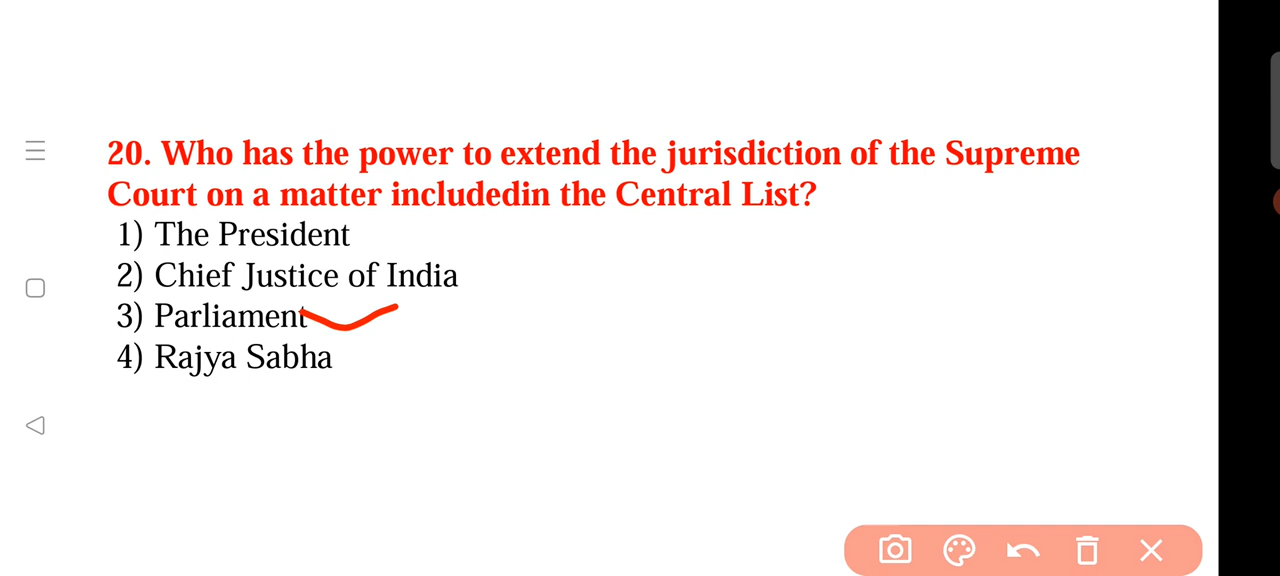 20. Who has the power to extend the jurisdiction of the Supreme
Court on a matter includedin the Central List?
1) The President
2) Chief Justice of India
3) Parliament
4) Rajya Sabha